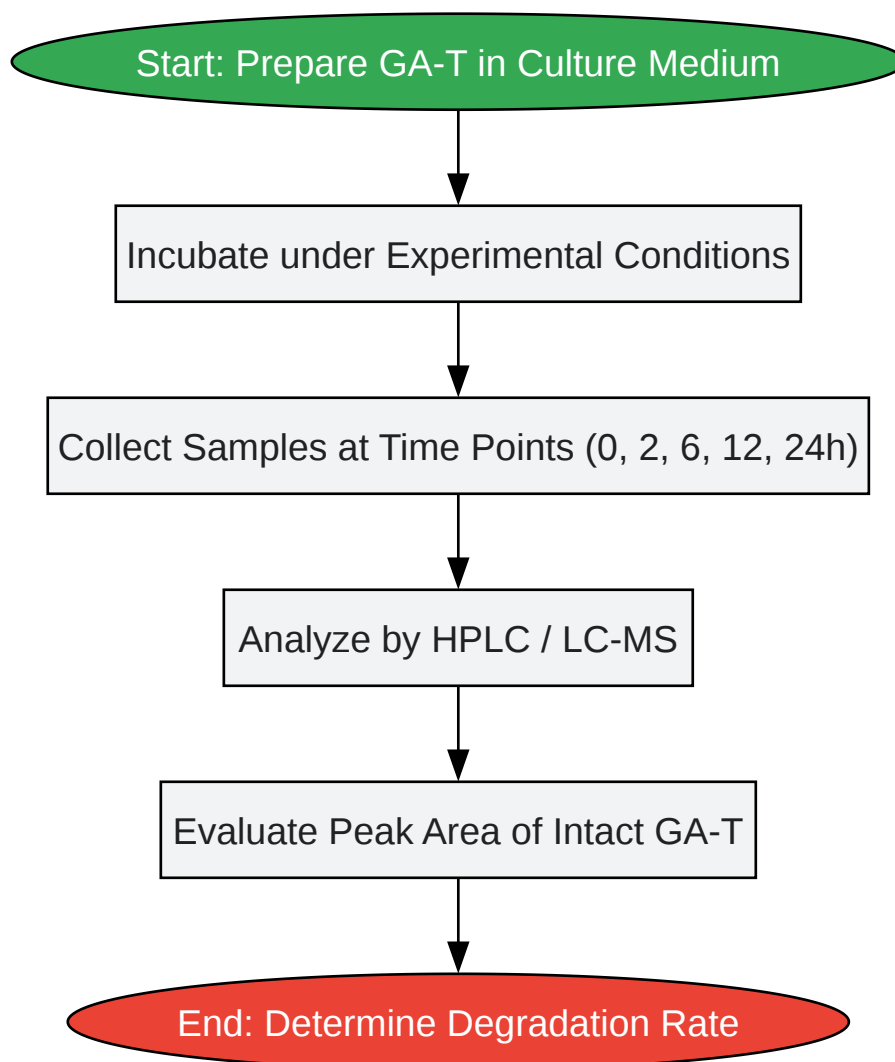 Start: Prepare GA-T in Culture Medium
Incubate under Experimental Conditions
Collect Samples at Time Points (0, 2, 6, 12, 24h)
Analyze by HPLC / LC-MS
Evaluate Peak Area of Intact GA-T
End: Determine Degradation Rate